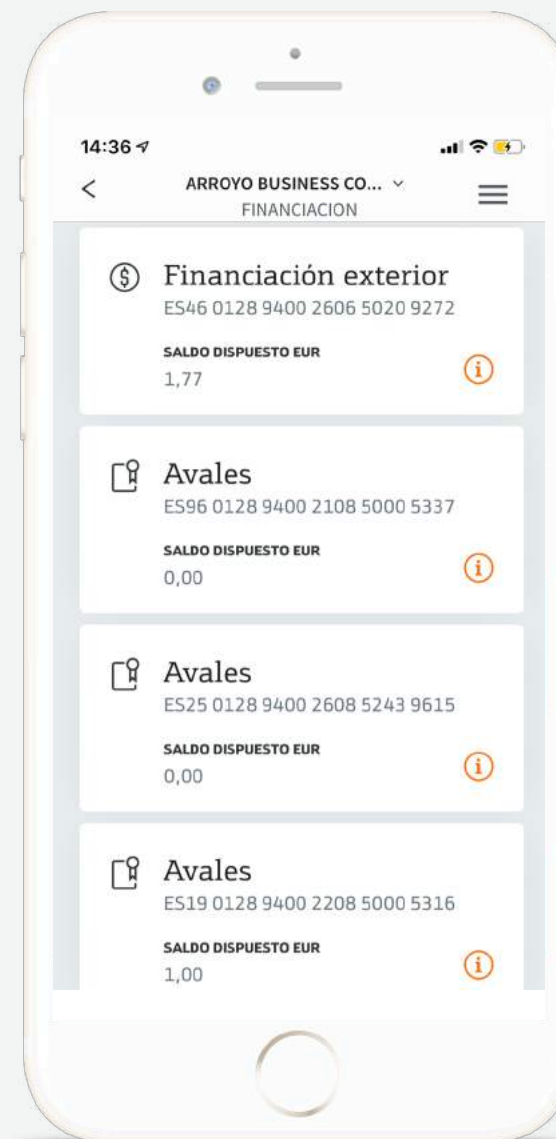 14:36
ARROYO BUSINESS CO...
FINANCIACION
Financiación exterior
ES46 0128 9400 2606 5020 9272
SALDO DISPUESTO EUR
1,77
Avales
ES96 0128 9400 2108 5000 5337
SALDO DISPUESTO EUR
0,00
Avales
ES25 0128 9400 2608 5243 9615
SALDO DISPUESTO EUR
0,00
Avales
ES19 0128 9400 2208 5000 5316
SALDO DISPUESTO EUR
1,00